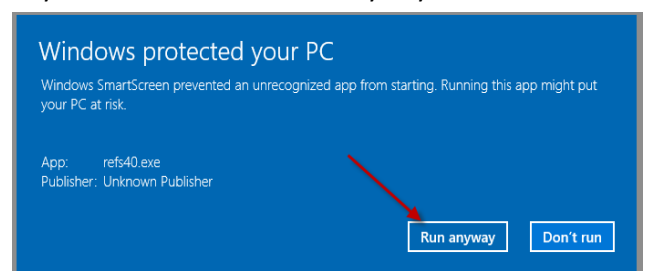 Windows protected your PC
Windows SmartScreen prevented an unrecognized app from starting. Running this app might put
your PC at risk.
App: refs40.exe
Publisher: Unknown Publisher
Run anyway Don't run